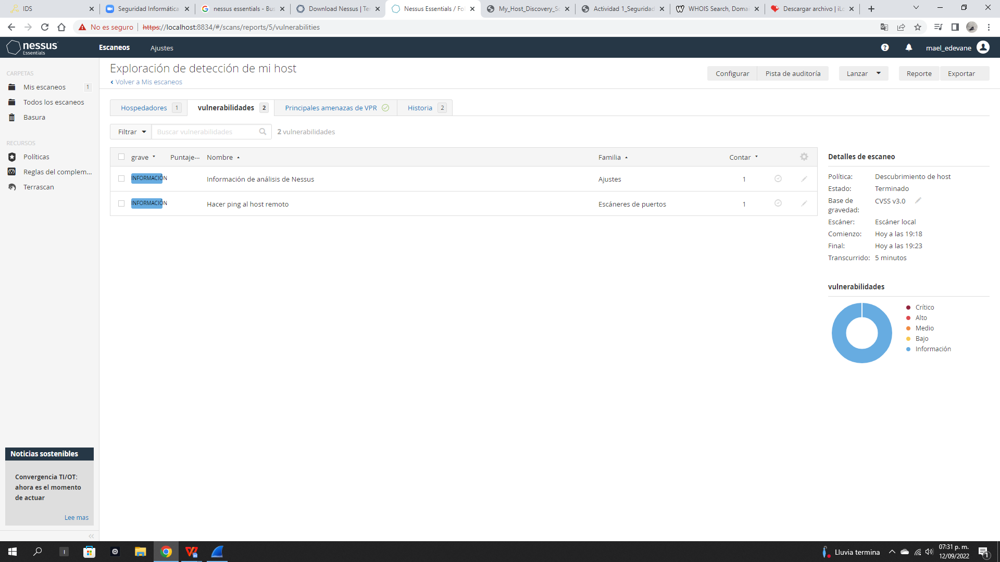 IDS
Seguridad Informática
nessus essentials - Bus
Download Nessus | Te
Nessus Essentials / Fol
My_Host_Discovery_Sc
Actividad 1_Seguridad
WHOIS Search, Doma
Descargar archivo | iLo
No es seguro
https://localhost:8834/#/scans/reports/5/vulnerabilities
nessus
Essentials
Escaneos
Ajustes
mael_edevane
CARPETAS
Mis escaneos 1
Todos los escaneos
Basura
RECURSOS
Políticas
Reglas del complem...
Terrascan
Exploración de detección de mi host
Volver a Mis escaneos
Configurar
Pista de auditoría
Lanzar
Reporte
Exportar
Hospedadores 1
vulnerabilidades 2
Principales amenazas de VPR
Historia 2
Filtrar
Buscar vulnerabilidades
2 vulnerabilidades
grave Puntaje... Nombre Familia Contar
INFORMACIÓN Información de análisis de Nessus Ajustes 1
INFORMACIÓN Hacer ping al host remoto Escáneres de puertos 1
Detalles de escaneo
Política: Descubrimiento de host
Estado: Terminado
Base de gravedad: CVSS v3.0
Escáner: Escáner local
Comienzo: Hoy a las 19:18
Final: Hoy a las 19:23
Transcurrido: 5 minutos
vulnerabilidades
Crítico
Alto
Medio
Bajo
Información
Noticias sostenibles
Convergencia TI/OT:
ahora es el momento
de actuar
Lee mas
Lluvia termina
07:31 p. m.
12/09/2022
1